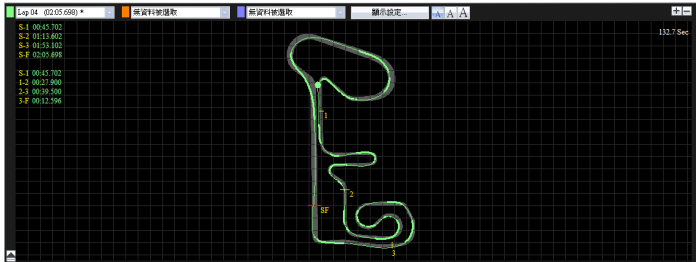 Lap 04 (02:05.698) * 無資料被選取 無資料被選取 顯示設定... A A A
132.7 Sec
S-1 00:45.702
S-2 01:13.602
S-3 01:53.102
S-F 02:05.698
S-1 00:45.702
1-2 00:27.900
2-3 00:39.500
3-F 00:12.596
1
2
SF
3